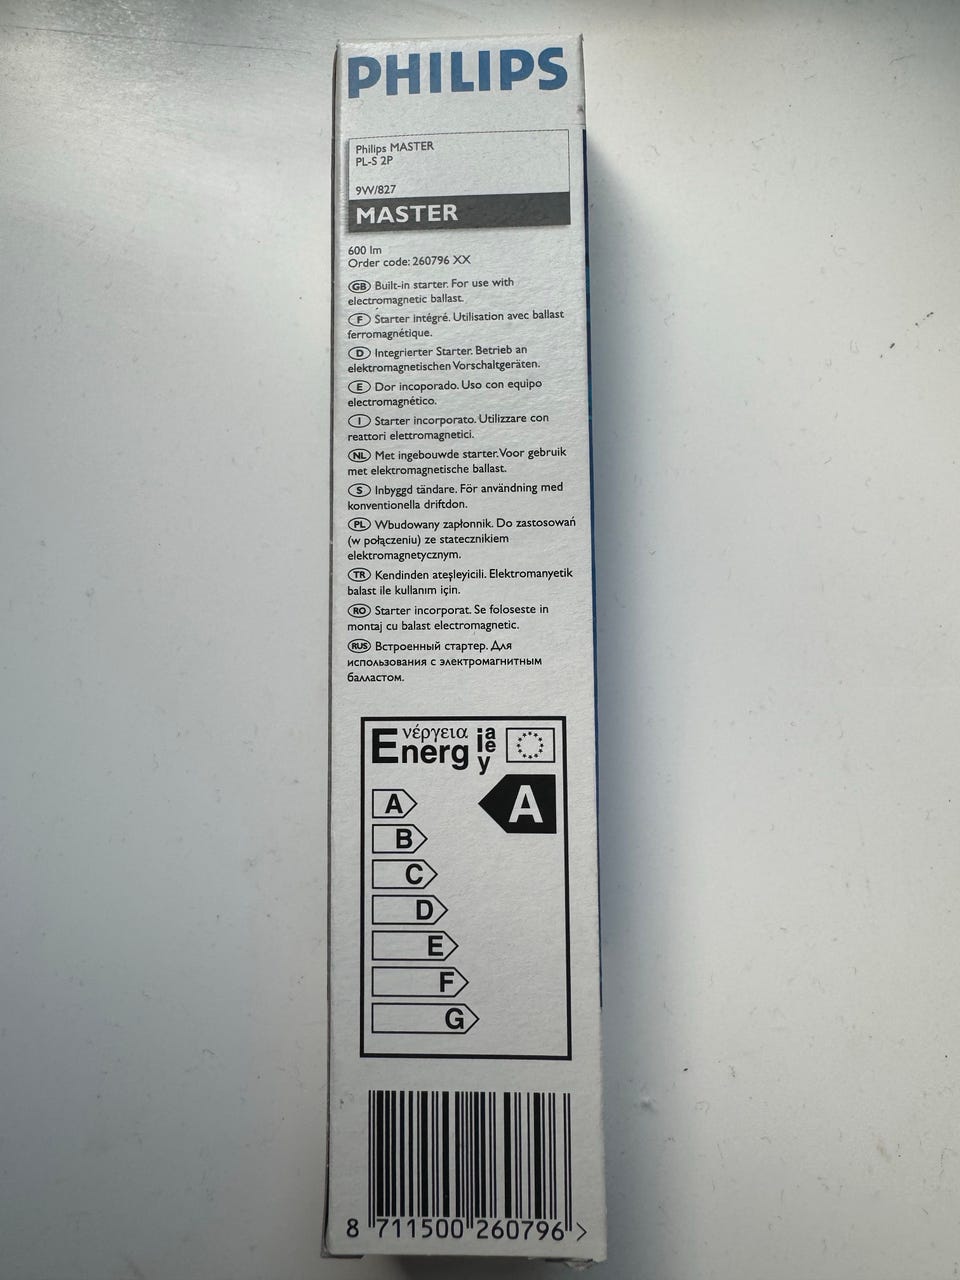 PHILIPS
Philips MASTER
PL-S 2P
9W/827
MASTER
600 lm
Order code: 260796 XX
GB Built-in starter. For use with
electromagnetic ballast.
F Starter intégré. Utilisation avec ballast
ferromagnétique.
D Integrierter Starter. Betrieb an
elektromagnetischen Vorschaltgeräten.
E Dor incoporado. Uso con equipo
electromagnético.
I Starter incorporato. Utilizzare con
reattori elettromagnetici.
NL Met ingebouwde starter. Voor gebruik
met elektromagnetische ballast.
S Inbyggd tändare. För användning med
konventionella driftdon.
PL Wbudowany zapłonnik. Do zastosowań
(w połączeniu) ze statecznikiem
elektromagnetycznym.
TR Kendinden ateşleyicili. Elektromanyetik
balast ile kullanım için.
RO Starter incorporat. Se foloseste in
montaj cu balast electromagnetic.
RUS Встроенный стартер. Для
использования с электромагнитным
балластом.
Energ νέργεια ia e y
A
A
B
C
D
E
F
G
8 711500 260796 >